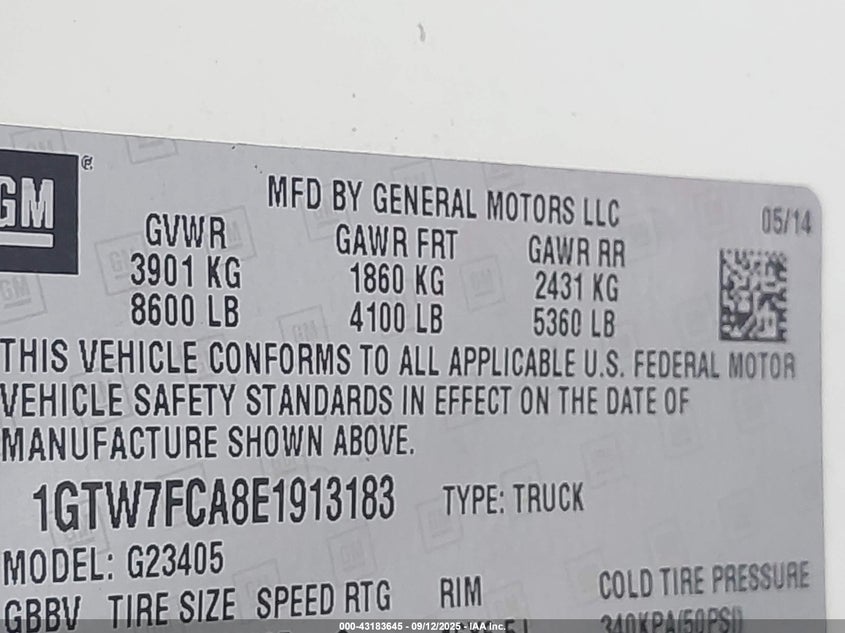 GM ®
MFD BY GENERAL MOTORS LLC 05/14
GVWR GAWR FRT GAWR RR
3901 KG 1860 KG 2431 KG
8600 LB 4100 LB 5360 LB
THIS VEHICLE CONFORMS TO ALL APPLICABLE U.S. FEDERAL MOTOR
VEHICLE SAFETY STANDARDS IN EFFECT ON THE DATE OF
MANUFACTURE SHOWN ABOVE.
1GTW7FCA8E1913183 TYPE: TRUCK
MODEL: G23405
GBBV TIRE SIZE SPEED RTG RIM COLD TIRE PRESSURE
340KPA(50PSI)
000-43183645 - 09/12/2025 - IAA Inc.